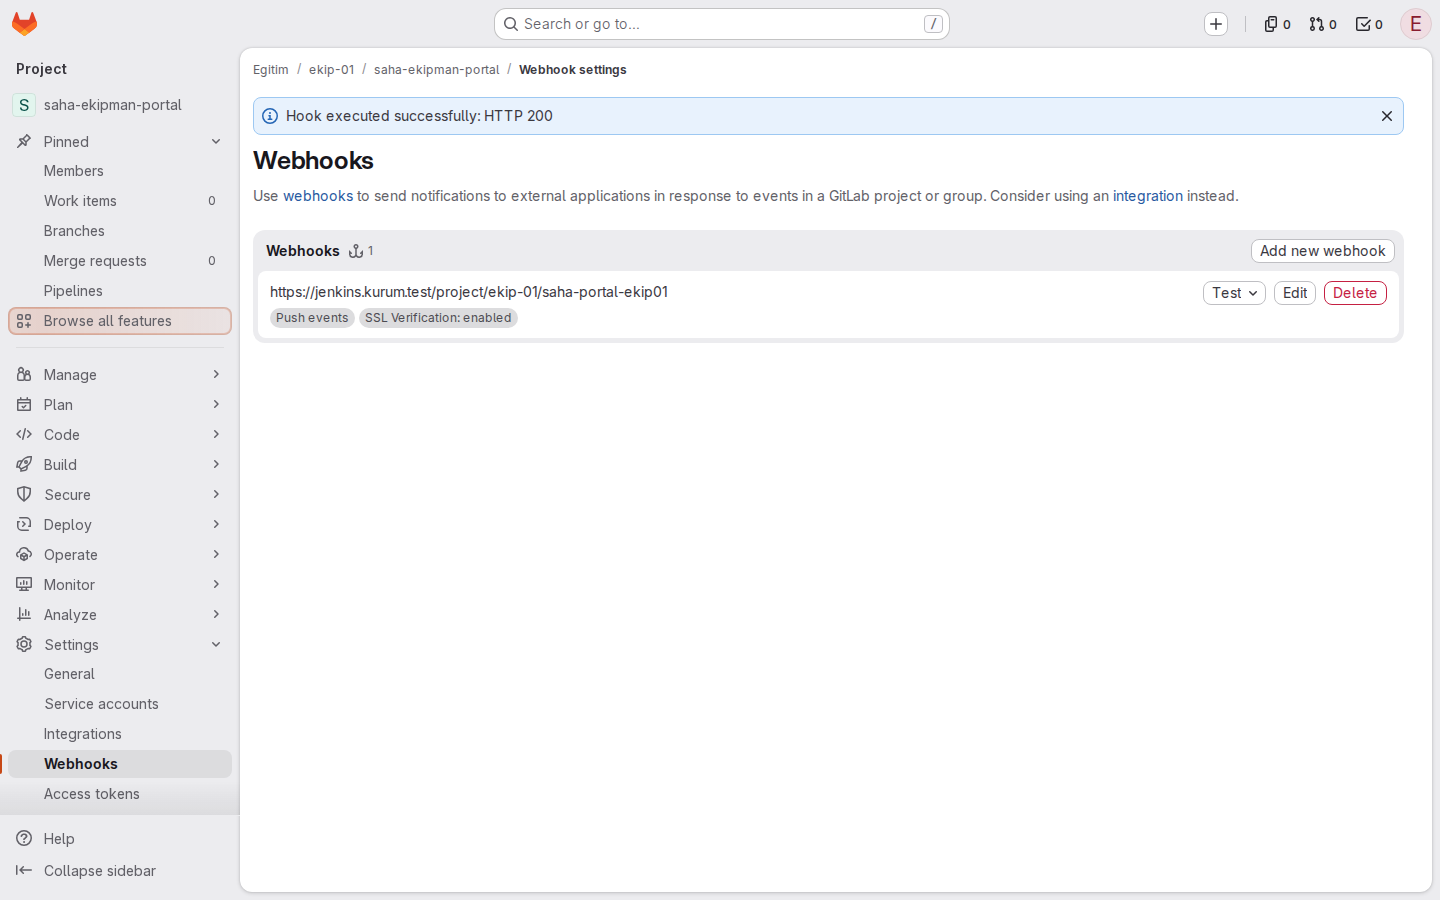 Search or go to...
/
0
0
0
E
Project
S
saha-ekipman-portal
Pinned
Members
Work items 0
Branches
Merge requests 0
Pipelines
Browse all features
Manage
Plan
Code
Build
Secure
Deploy
Operate
Monitor
Analyze
Settings
General
Service accounts
Integrations
Webhooks
Access tokens
Help
Collapse sidebar
Egitim / ekip-01 / saha-ekipman-portal / Webhook settings
Hook executed successfully: HTTP 200
Webhooks
Use webhooks to send notifications to external applications in response to events in a GitLab project or group. Consider using an integration instead.
Webhooks 1
Add new webhook
https://jenkins.kurum.test/project/ekip-01/saha-portal-ekip01
Test
Edit
Delete
Push events
SSL Verification: enabled